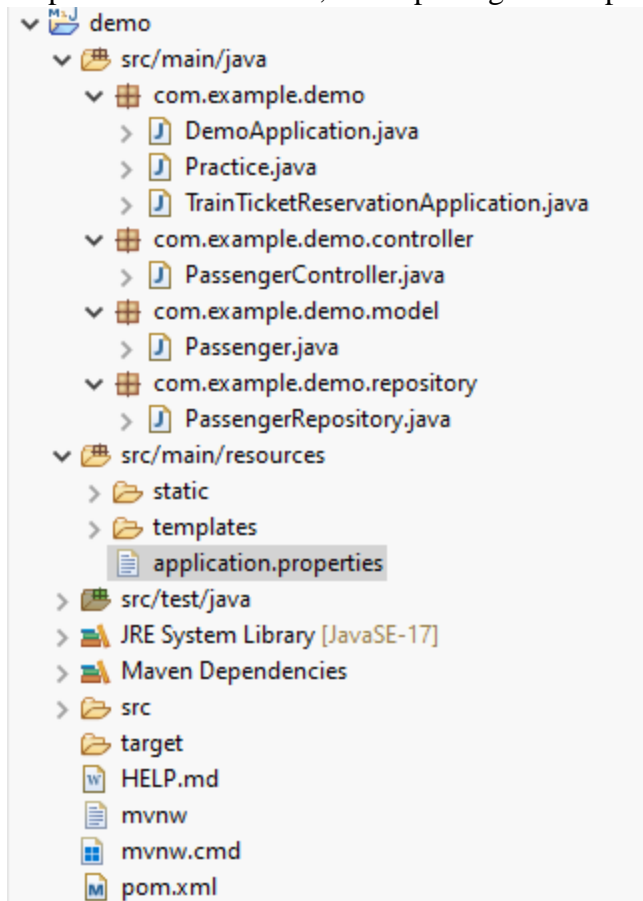 demo
src/main/java
com.example.demo
DemoApplication.java
Practice.java
TrainTicketReservationApplication.java
com.example.demo.controller
PassengerController.java
com.example.demo.model
Passenger.java
com.example.demo.repository
PassengerRepository.java
src/main/resources
static
templates
application.properties
src/test/java
JRE System Library [JavaSE-17]
Maven Dependencies
src
target
HELP.md
mvnw
mvnw.cmd
pom.xml